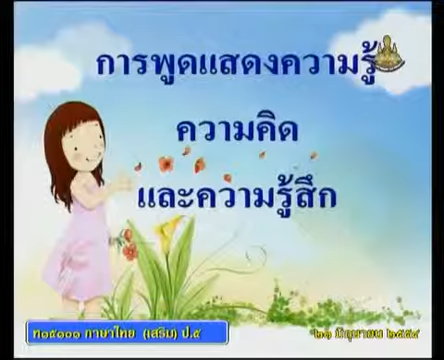 การพูดแสดงความรู้
ความคิด
และความรู้สึก
ท๑๕๑๐๑ ภาษาไทย (เสริม) ป.๕
๒๑ มิถุนายน ๒๕๕๔